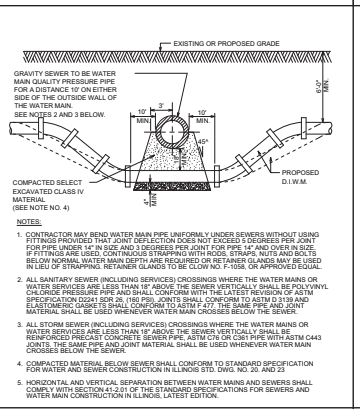 EXISTING OR PROPOSED GRADE
GRAVITY SEWER TO BE WATER
MAIN QUALITY PRESSURE PIPE
FOR A DISTANCE 10' ON EITHER
SIDE OF THE OUTSIDE WALL OF
THE WATER MAIN.
SEE NOTES 2 AND 3 BELOW.
6'-0"
MIN.
3'
10'
MIN.
10'
MIN.
45°
18"
MIN.
PROPOSED
D.I.W.M.
COMPACTED SELECT
EXCAVATED CLASS IV
MATERIAL
(SEE NOTE NO. 4)
4"
MIN.
NOTES:
1. CONTRACTOR MAY BEND WATER MAIN PIPE UNIFORMLY UNDER SEWERS WITHOUT USING
FITTINGS PROVIDED THAT JOINT DEFLECTION DOES NOT EXCEED 5 DEGREES PER JOINT
FOR PIPE UNDER 14" IN SIZE AND 3 DEGREES PER JOINT FOR PIPE 14" AND OVER IN SIZE.
IF FITTINGS ARE USED, CONTINUOUS STRAPPING WITH RODS, STRAPS, NUTS AND BOLTS
BELOW NORMAL WATER MAIN DEPTH ARE REQUIRED OR RETAINER GLANDS MAY BE USED
IN LIEU OF STRAPPING. RETAINER GLANDS TO BE CLOW NO. F-1058, OR APPROVED EQUAL.
2. ALL SANITARY SEWER (INCLUDING SERVICES) CROSSINGS WHERE THE WATER MAINS OR
WATER SERVICES ARE LESS THAN 18" ABOVE THE SEWER VERTICALLY SHALL BE POLYVINYL
CHLORIDE PRESSURE PIPE AND SHALL CONFORM WITH THE LATEST REVISION OF ASTM
SPECIFICATION D2241 SDR 26, (160 PSI). JOINTS SHALL CONFORM TO ASTM D 3139 AND
ELASTOMERIC GASKETS SHALL CONFORM TO ASTM F 477. THE SAME PIPE AND JOINT
MATERIAL SHALL BE USED WHENEVER WATER MAIN CROSSES BELOW THE SEWER.
3. ALL STORM SEWER (INCLUDING SERVICES) CROSSINGS WHERE THE WATER MAINS OR
WATER SERVICES ARE LESS THAN 18" ABOVE THE SEWER VERTICALLY SHALL BE
REINFORCED PRECAST CONCRETE SEWER PIPE, ASTM C76 OR C361 PIPE WITH ASTM C443
JOINTS. THE SAME PIPE AND JOINT MATERIAL SHALL BE USED WHENEVER WATER MAIN
CROSSES BELOW THE SEWER.
4. COMPACTED MATERIAL BELOW SEWER SHALL CONFORM TO STANDARD SPECIFICATION
FOR WATER AND SEWER CONSTRUCTION IN ILLINOIS STD. DWG. NO. 20. AND 23
5. HORIZONTAL AND VERTICAL SEPARATION BETWEEN WATER MAINS AND SEWERS SHALL
COMPLY WITH SECTION 41-2.01 OF THE STANDARD SPECIFICATIONS FOR SEWERS AND
WATER MAIN CONSTRUCTION IN ILLINOIS, LATEST EDITION.